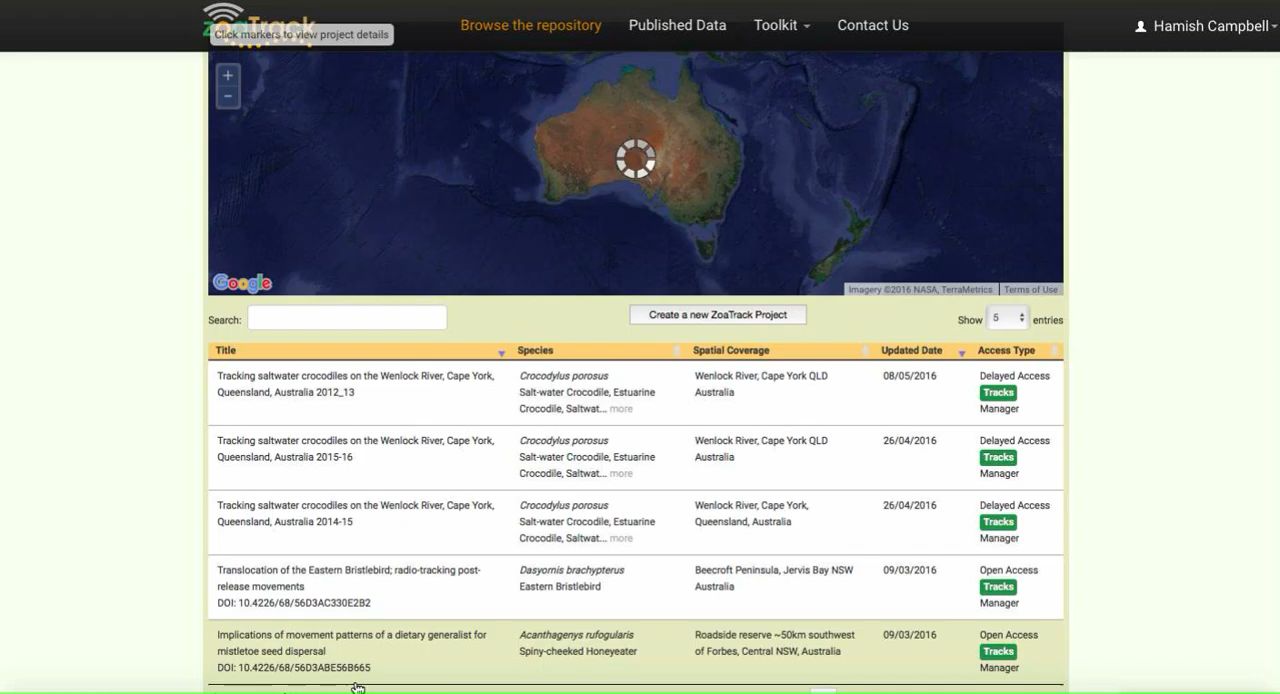 ZoaTrack
Browse the repository
Published Data
Toolkit
Contact Us
Hamish Campbell
Click markers to view project details
+
−
Google
Imagery ©2016 NASA, TerraMetrics
Terms of Use
Search:
Create a new ZoaTrack Project
Show 5 entries
Title
Species
Spatial Coverage
Updated Date
Access Type
Tracking saltwater crocodiles on the Wenlock River, Cape York,
Queensland, Australia 2012_13
Crocodylus porosus
Salt-water Crocodile, Estuarine
Crocodile, Saltwat... more
Wenlock River, Cape York QLD
Australia
08/05/2016
Delayed Access
Tracks
Manager
Tracking saltwater crocodiles on the Wenlock River, Cape York,
Queensland, Australia 2015-16
Crocodylus porosus
Salt-water Crocodile, Estuarine
Crocodile, Saltwat... more
Wenlock River, Cape York QLD
Australia
26/04/2016
Delayed Access
Tracks
Manager
Tracking saltwater crocodiles on the Wenlock River, Cape York,
Queensland, Australia 2014-15
Crocodylus porosus
Salt-water Crocodile, Estuarine
Crocodile, Saltwat... more
Wenlock River, Cape York,
Queensland, Australia
26/04/2016
Delayed Access
Tracks
Manager
Translocation of the Eastern Bristlebird; radio-tracking post-
release movements
DOI: 10.4226/68/56D3AC330E2B2
Dasyornis brachypterus
Eastern Bristlebird
Beecroft Peninsula, Jervis Bay NSW
Australia
09/03/2016
Open Access
Tracks
Manager
Implications of movement patterns of a dietary generalist for
mistletoe seed dispersal
DOI: 10.4226/68/56D3ABE56B665
Acanthagenys rufogularis
Spiny-cheeked Honeyeater
Roadside reserve ~50km southwest
of Forbes, Central NSW, Australia
09/03/2016
Open Access
Tracks
Manager